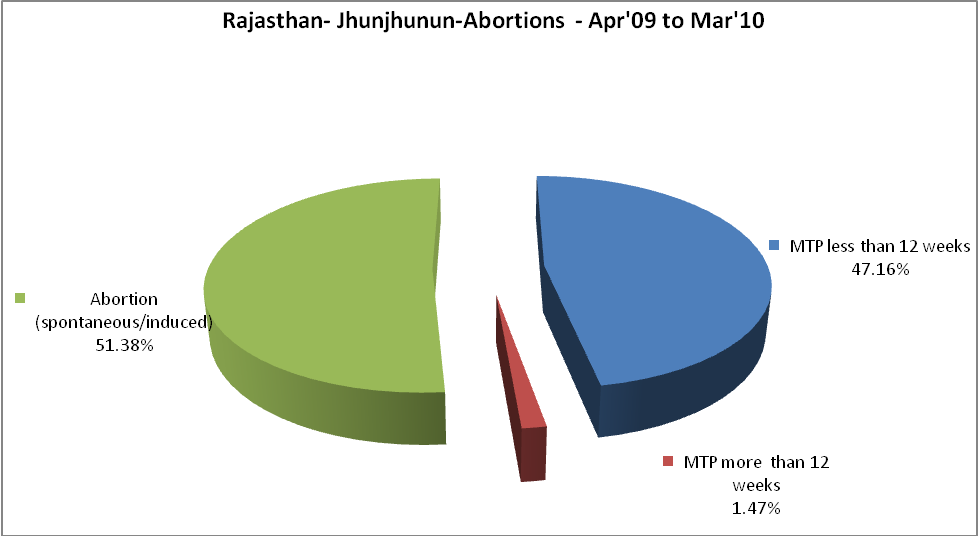 Rajasthan- Jhunjhunun-Abortions - Apr'09 to Mar'10
MTP less than 12 weeks
47.16%
Abortion
(spontaneous/induced)
51.38%
MTP more than 12
weeks
1.47%